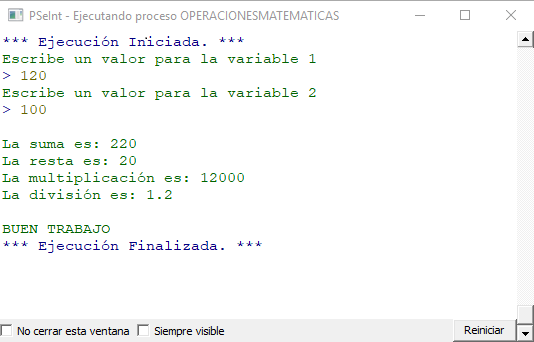 PSeInt - Ejecutando proceso OPERACIONESMATEMATICAS
*** Ejecución Iniciada. ***
Escribe un valor para la variable 1
> 120
Escribe un valor para la variable 2
> 100
La suma es: 220
La resta es: 20
La multiplicación es: 12000
La división es: 1.2
BUEN TRABAJO
*** Ejecución Finalizada. ***
No cerrar esta ventana Siempre visible Reiniciar